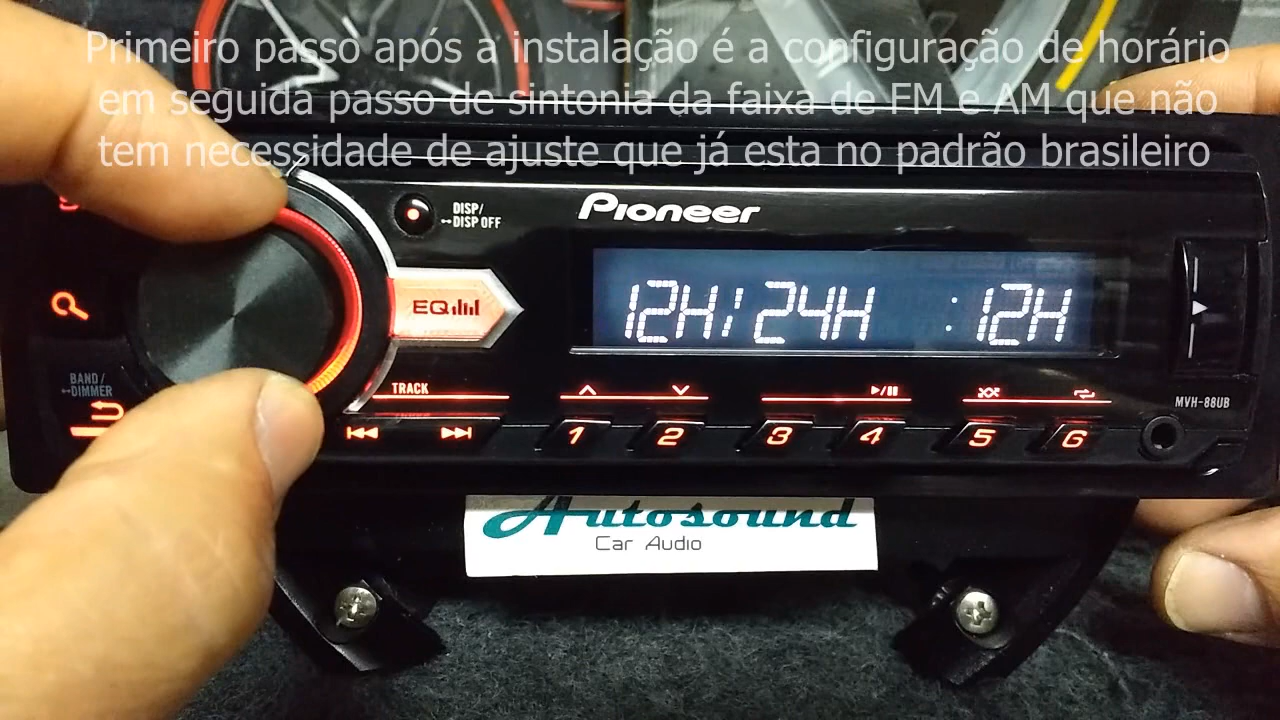 Primeiro passo após a instalação é a configuração de horário
em seguida passo de sintonia da faixa de FM e AM que não
tem necessidade de ajuste que já esta no padrão brasileiro
DISP/
DISP OFF
Pioneer
EQ
12H/24H :12H
BAND/
DIMMER
TRACK
MVH-88UB
1 2 3 4 5 6
Autosound
Car Audio